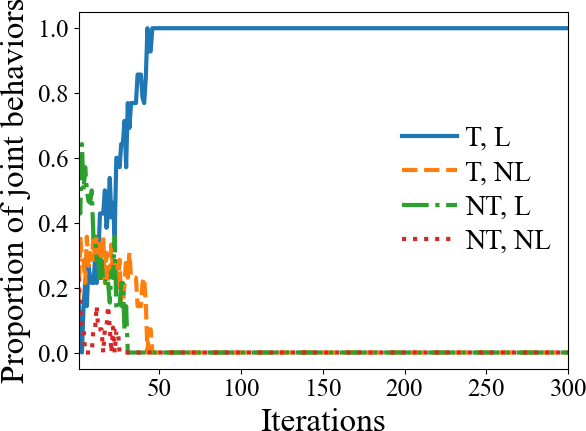 Proportion of joint behaviors
1.0
0.8
0.6
0.4
0.2
0.0
T, L
T, NL
NT, L
NT, NL
50 100 150 200 250 300
Iterations